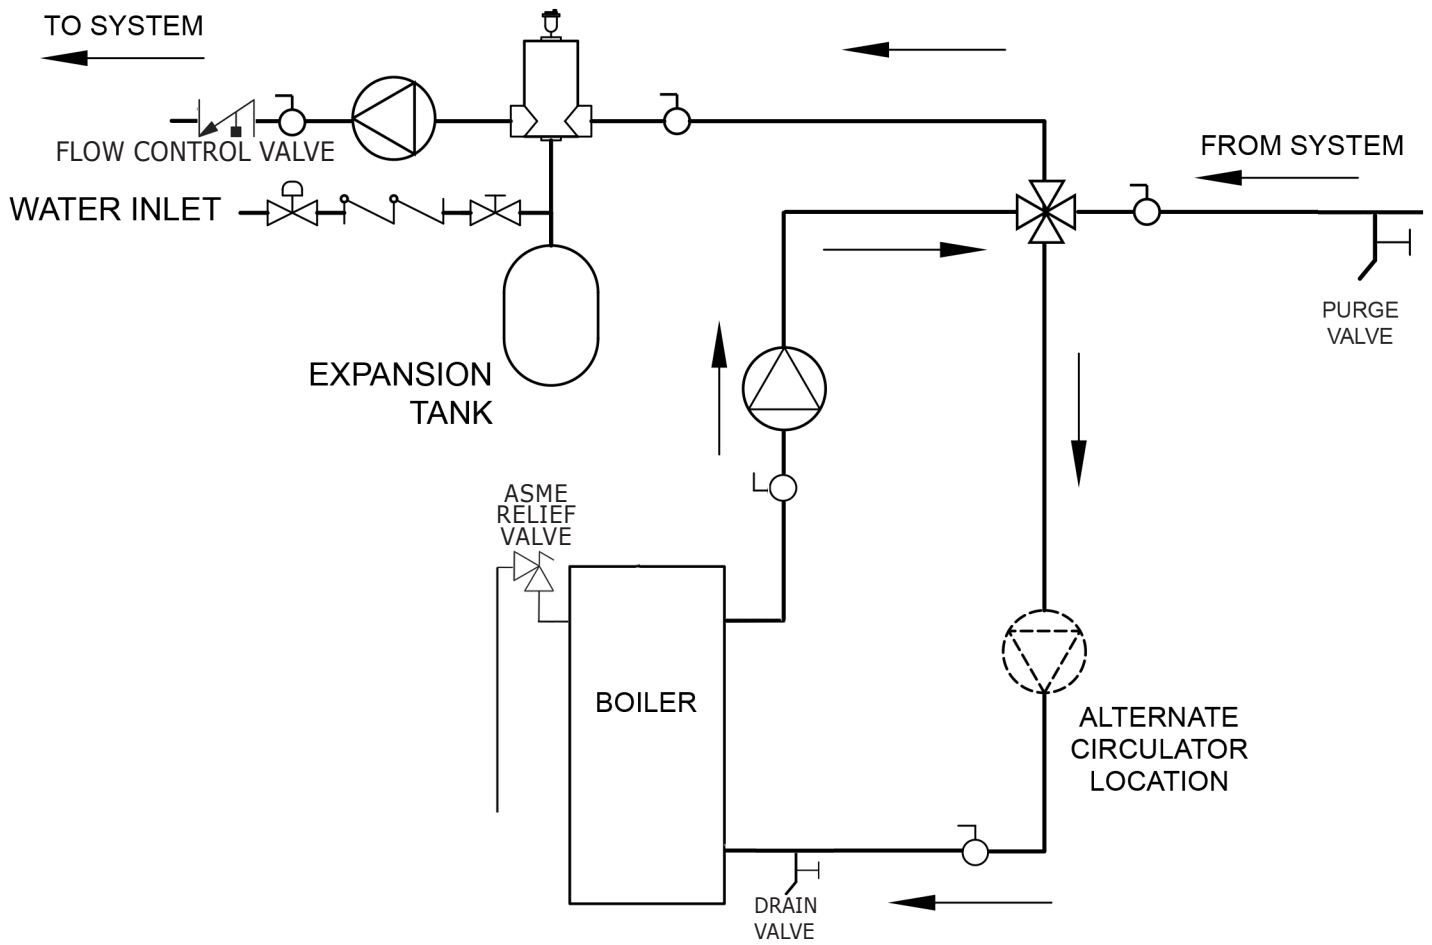 TO SYSTEM
FLOW CONTROL VALVE
FROM SYSTEM
WATER INLET
PURGE
VALVE
EXPANSION
TANK
ASME
RELIEF
VALVE
BOILER
ALTERNATE
CIRCULATOR
LOCATION
DRAIN
VALVE